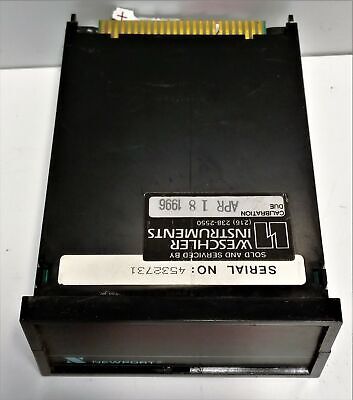 SOLD AND SERVICED BY
WESCHLER
INSTRUMENTS
(216) 238-2550
CALIBRATION
DUE
APR 18 1996
SERIAL NO: 4532731
NEWPORT